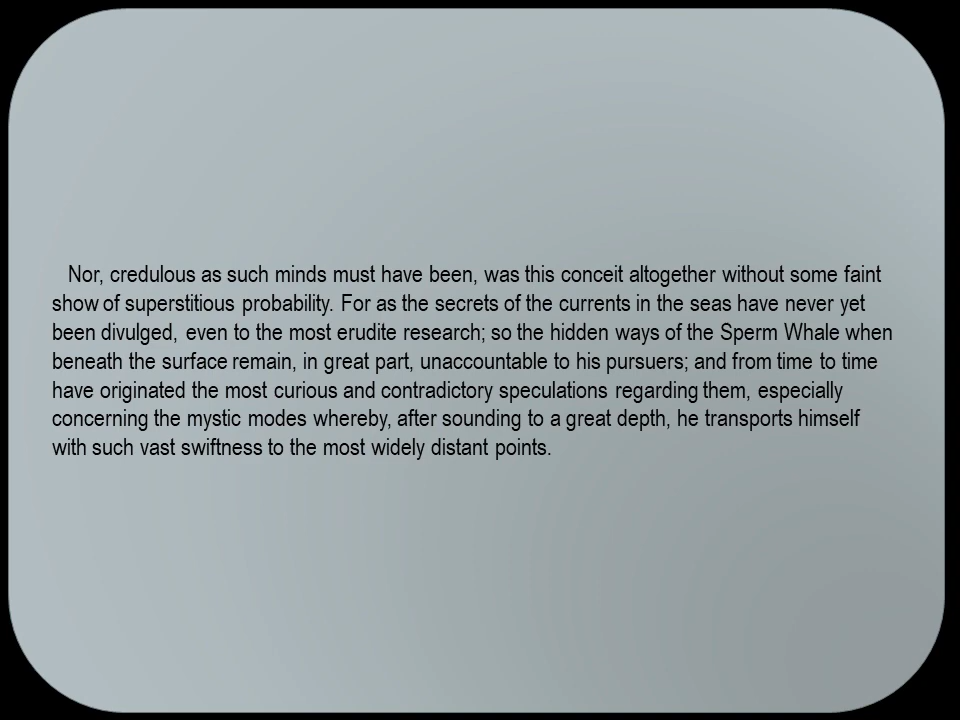 Nor, credulous as such minds must have been, was this conceit altogether without some faint
show of superstitious probability. For as the secrets of the currents in the seas have never yet
been divulged, even to the most erudite research; so the hidden ways of the Sperm Whale when
beneath the surface remain, in great part, unaccountable to his pursuers; and from time to time
have originated the most curious and contradictory speculations regarding them, especially
concerning the mystic modes whereby, after sounding to a great depth, he transports himself
with such vast swiftness to the most widely distant points.